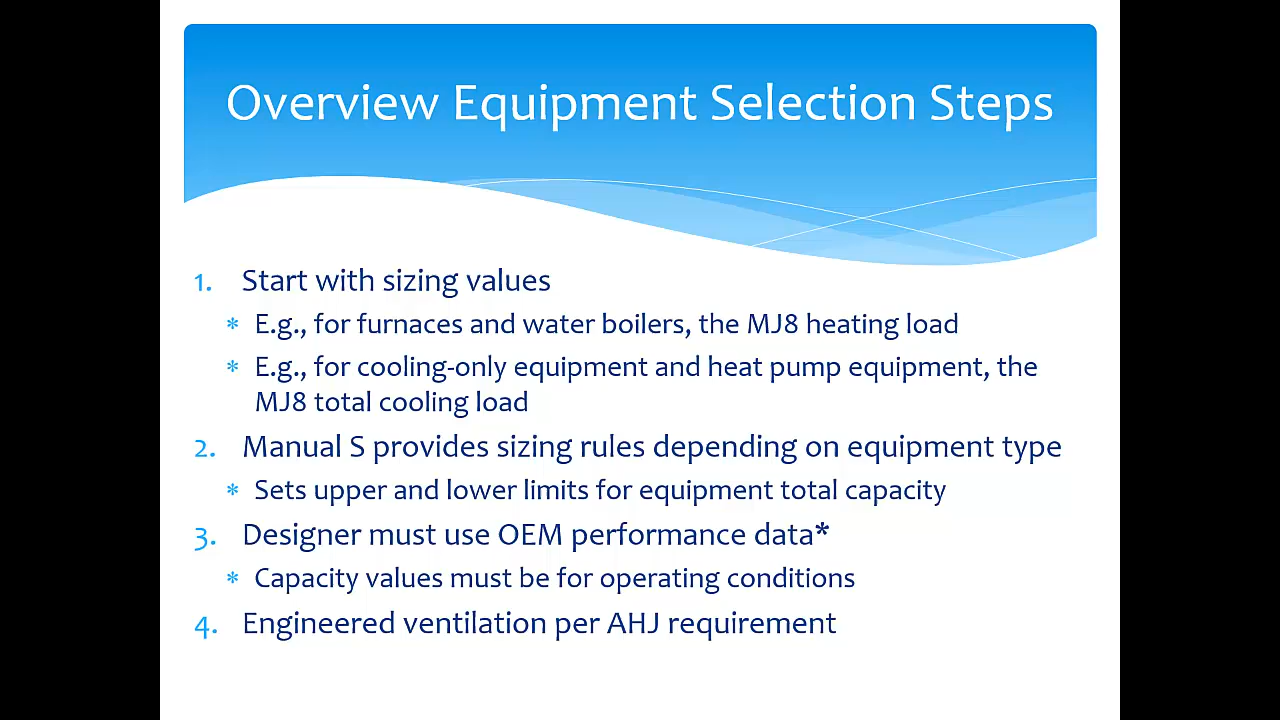 Overview Equipment Selection Steps
1. Start with sizing values
* E.g., for furnaces and water boilers, the MJ8 heating load
* E.g., for cooling-only equipment and heat pump equipment, the
MJ8 total cooling load
2. Manual S provides sizing rules depending on equipment type
* Sets upper and lower limits for equipment total capacity
3. Designer must use OEM performance data*
* Capacity values must be for operating conditions
4. Engineered ventilation per AHJ requirement